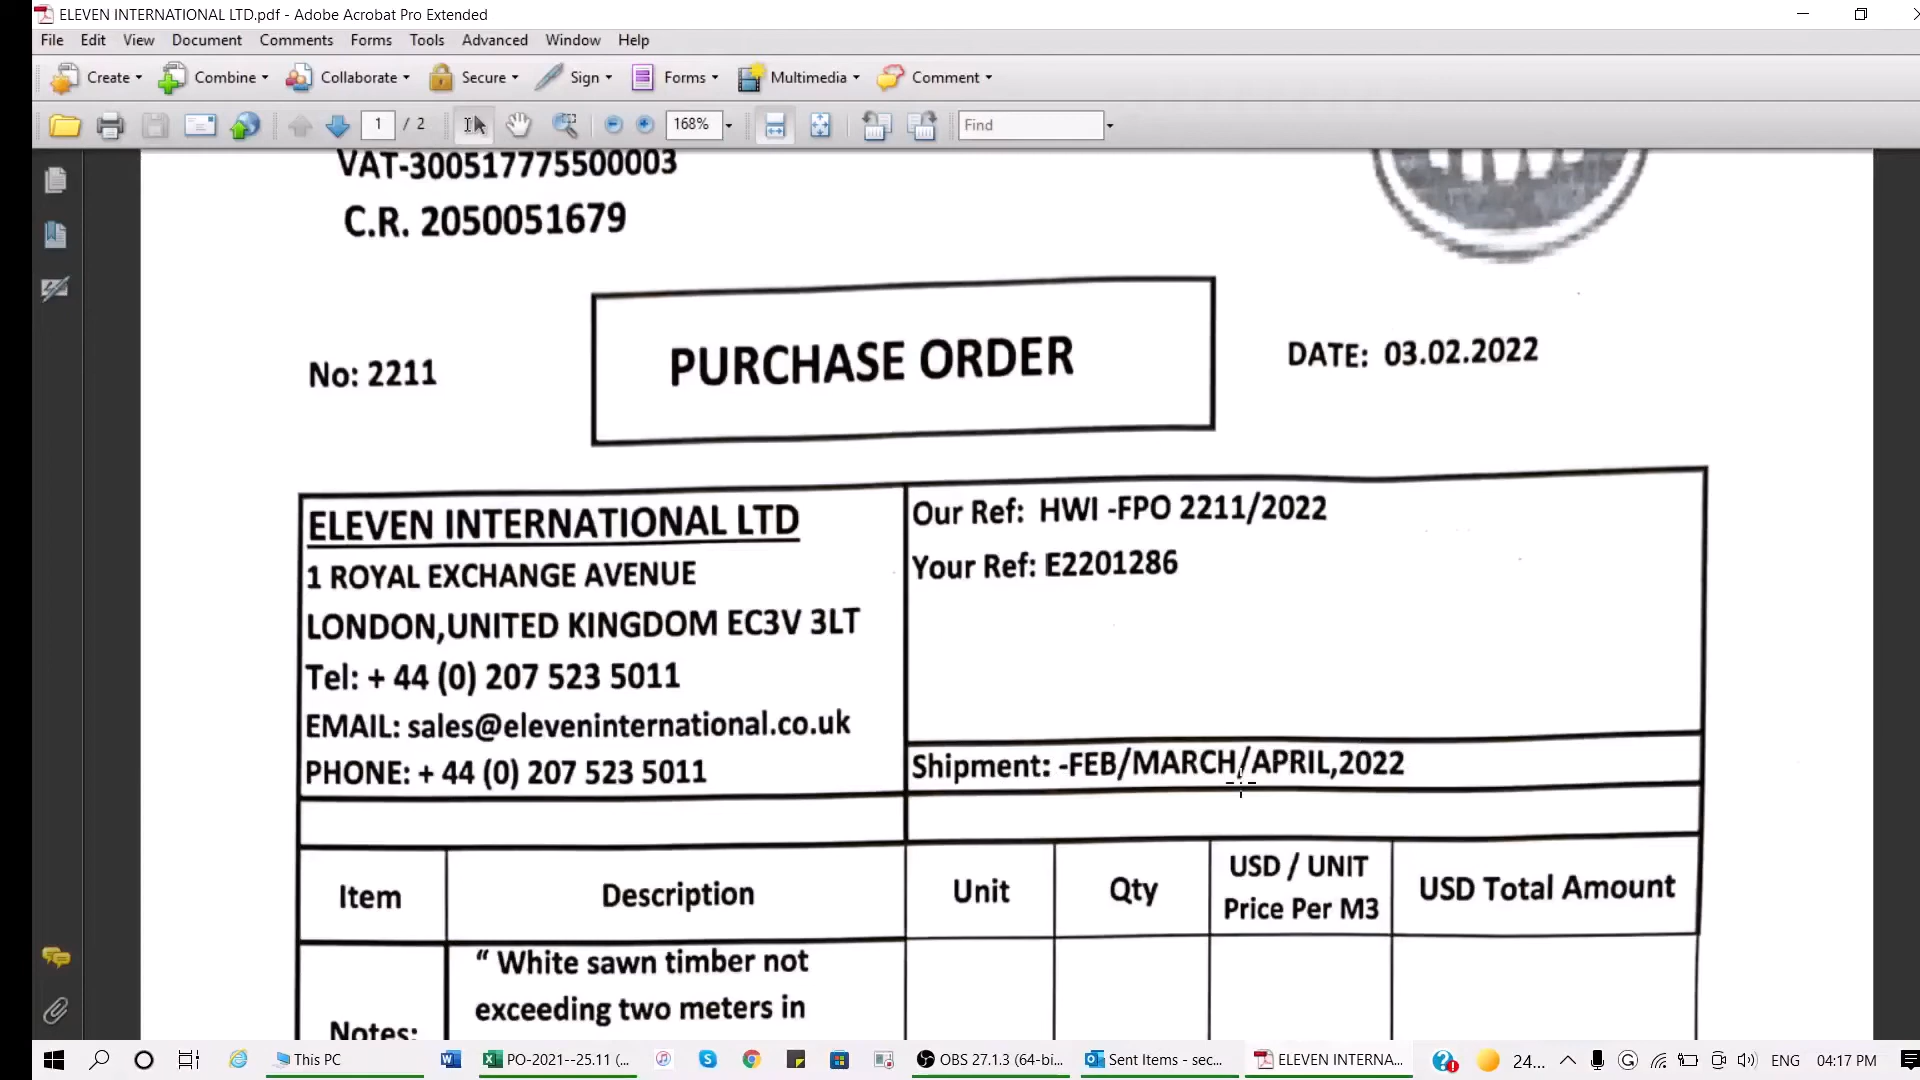 ELEVEN INTERNATIONAL LTD.pdf - Adobe Acrobat Pro Extended
File Edit View Document Comments Forms Tools Advanced Window Help
Create Combine Collaborate Secure Sign Forms Multimedia Comment
1 / 2 168% Find
VAT-300517775500003
C.R. 2050051679
No: 2211
PURCHASE ORDER
DATE: 03.02.2022
ELEVEN INTERNATIONAL LTD
1 ROYAL EXCHANGE AVENUE
LONDON,UNITED KINGDOM EC3V 3LT
Tel: + 44 (0) 207 523 5011
EMAIL: sales@eleveninternational.co.uk
PHONE: + 44 (0) 207 523 5011
Our Ref: HWI -FPO 2211/2022
Your Ref: E2201286
Shipment: -FEB/MARCH/APRIL,2022
Item Description Unit Qty USD / UNIT
Price Per M3 USD Total Amount
Notes:
“ White sawn timber not
exceeding two meters in
This PC PO-2021--25.11 (... OBS 27.1.3 (64-bi... Sent Items - sec... ELEVEN INTERNA... 24... ENG 04:17 PM